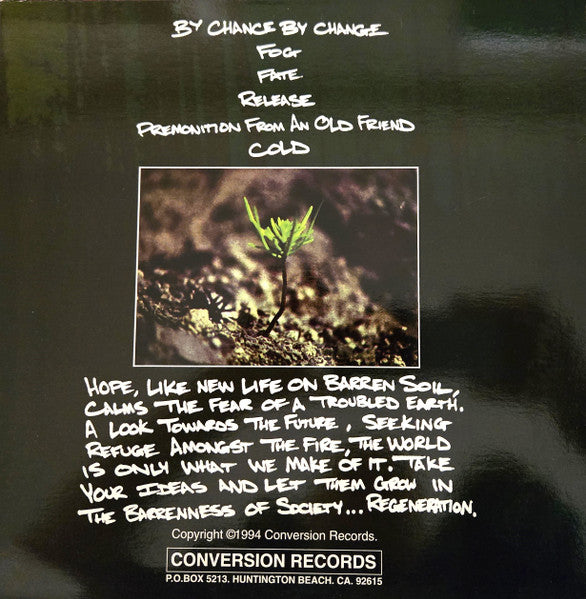 BY CHANCE BY CHANGE
FOG
FATE
RELEASE
PREMONITION FROM AN OLD FRIEND
COLD
HOPE, LIKE NEW LIFE ON BARREN SOIL,
CALMS THE FEAR OF A TROUBLED EARTH.
A LOOK TOWARDS THE FUTURE, SEEKING
REFUGE AMONGST THE FIRE, THE WORLD
IS ONLY WHAT WE MAKE OF IT. TAKE
YOUR IDEAS AND LET THEM GROW IN
THE BARRENNESS OF SOCIETY... REGENERATION.
Copyright ©1994 Conversion Records.
CONVERSION RECORDS
P.O.BOX 5213. HUNTINGTON BEACH. CA. 92615